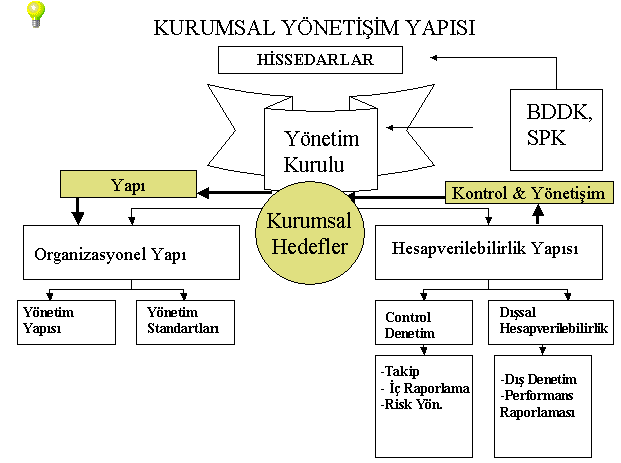 KURUMSAL YÖNETİŞİM YAPISI
HİSSEDARLAR
BDDK,
SPK
Yönetim
Kurulu
Yapı
Kontrol & Yönetişim
Kurumsal
Hedefler
Organizasyonel Yapı
Hesapverilebilirlik Yapısı
Yönetim
Yapısı
Yönetim
Standartları
Control
Denetim
Dışsal
Hesapverilebilirlik
-Takip
- İç Raporlama
-Risk Yön.
-Dış Denetim
-Performans
Raporlaması